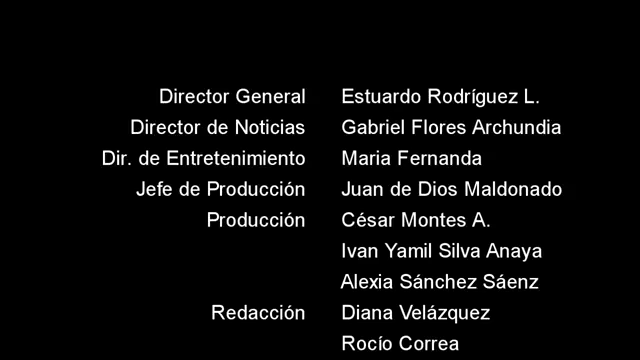 Director General Estuardo Rodríguez L.
Director de Noticias Gabriel Flores Archundia
Dir. de Entretenimiento Maria Fernanda
Jefe de Producción Juan de Dios Maldonado
Producción César Montes A.
Ivan Yamil Silva Anaya
Alexia Sánchez Sáenz
Redacción Diana Velázquez
Rocío Correa